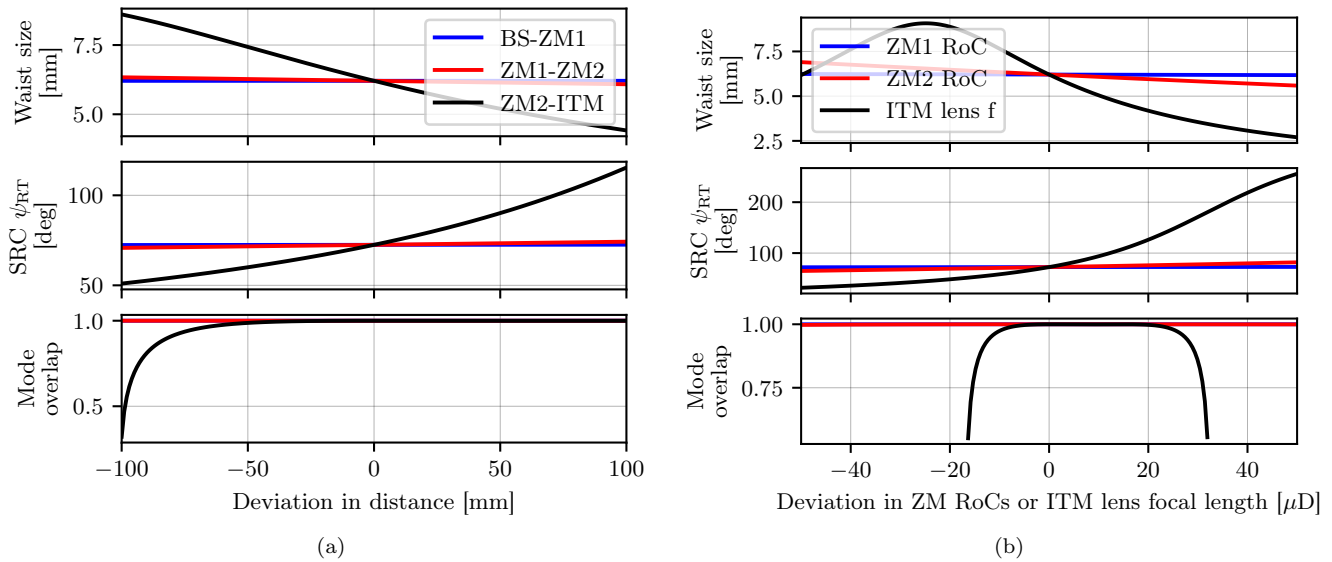 Waist size
[mm]
7.5
5.0
BS-ZM1
ZM1-ZM2
ZM2-ITM
SRC ψRT
[deg]
100
50
Mode
overlap
1.0
0.5
−100
−50
0
50
100
Deviation in distance [mm]
(a)
Waist size
[mm]
7.5
5.0
2.5
ZM1 RoC
ZM2 RoC
ITM lens f
SRC ψRT
[deg]
200
100
Mode
overlap
1.00
0.75
−40
−20
0
20
40
Deviation in ZM RoCs or ITM lens focal length [μD]
(b)